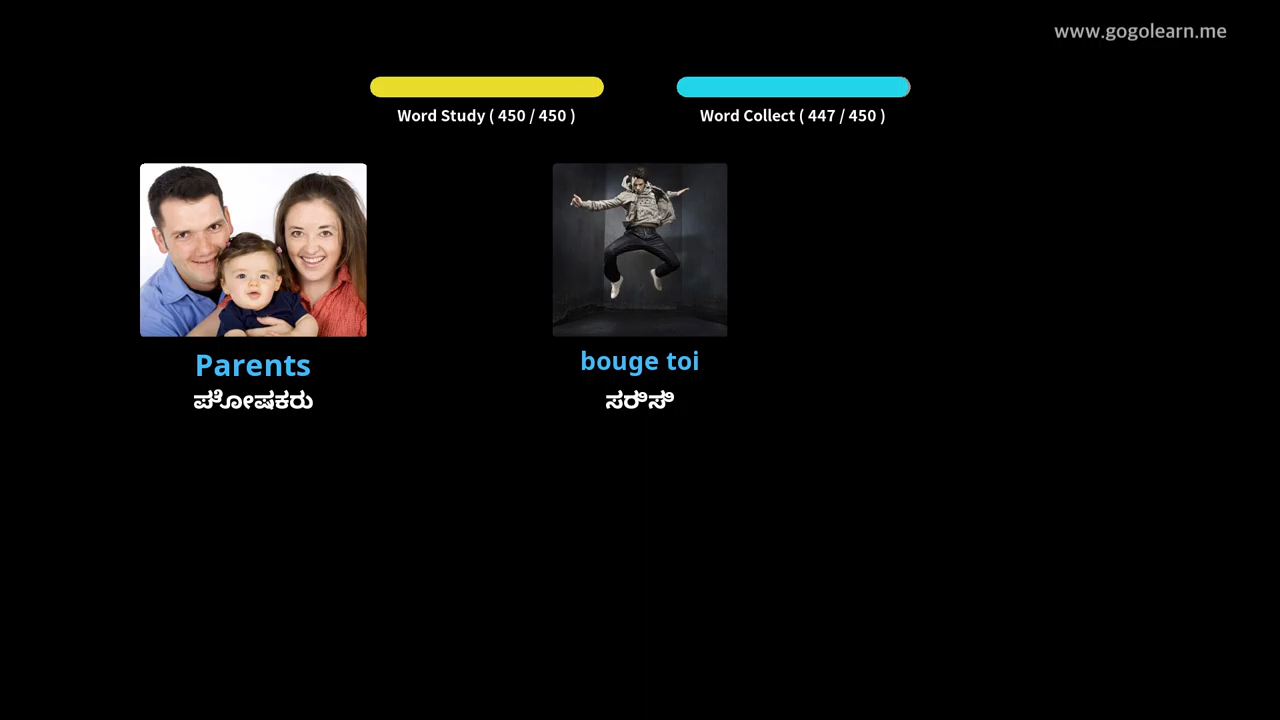 www.gogolearn.me
Word Study ( 450 / 450 )
Word Collect ( 447 / 450 )
Parents
ಪೋಷಕರು
bouge toi
ಸರಿಸಿ